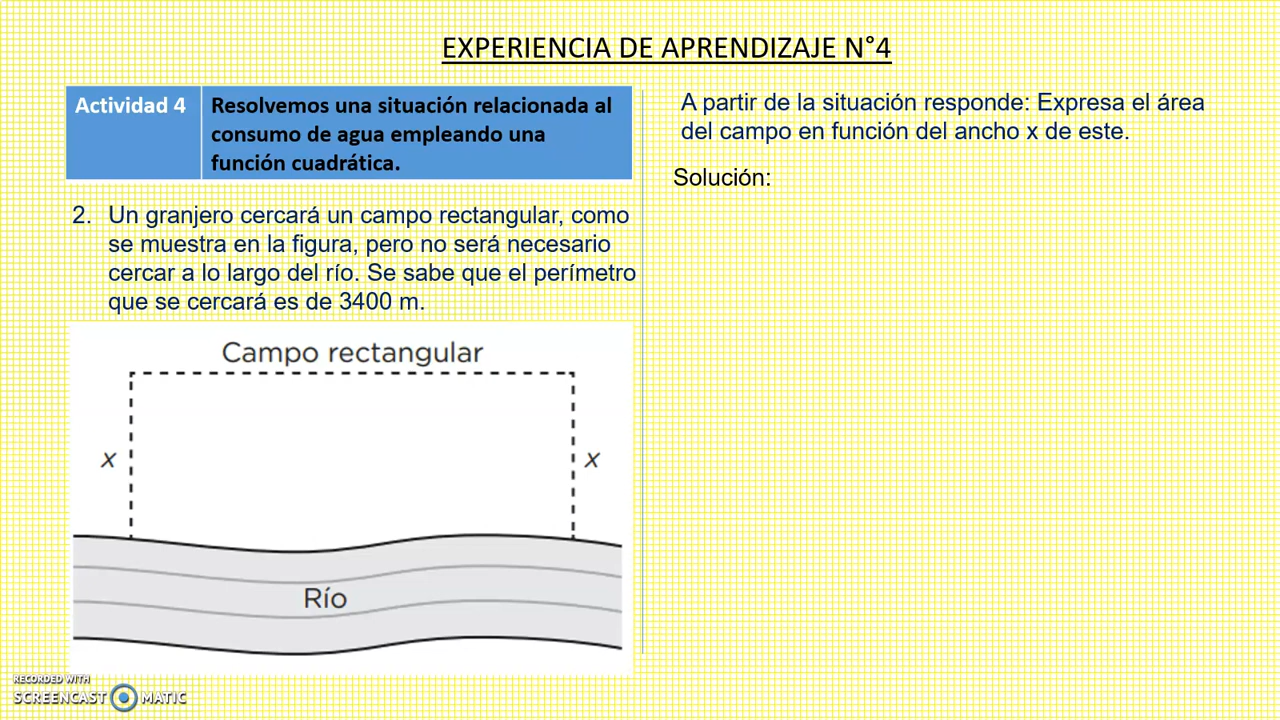 EXPERIENCIA DE APRENDIZAJE N°4
Actividad 4
Resolvemos una situación relacionada al
consumo de agua empleando una
función cuadrática.
2. Un granjero cercará un campo rectangular, como
se muestra en la figura, pero no será necesario
cercar a lo largo del río. Se sabe que el perímetro
que se cercará es de 3400 m.
Campo rectangular
x
x
Río
A partir de la situación responde: Expresa el área
del campo en función del ancho x de este.
Solución:
RECORDED WITH
SCREENCAST MATIC